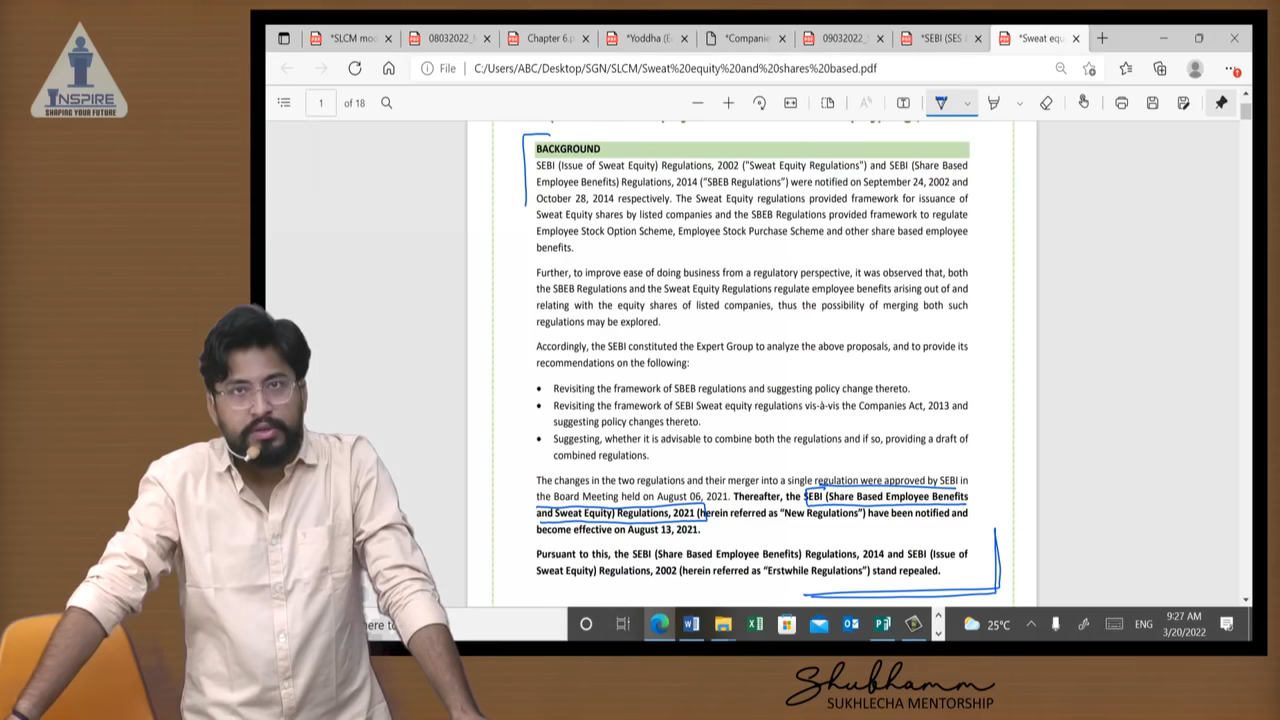 INSPIRE
SHAPING YOUR FUTURE
*SLCM mo
08032022_
Chapter 6.p
*Yoddha (E
*Companie
09032022_
*SEBI (SES
*Sweat equ
File
C:/Users/ABC/Desktop/SGN/SLCM/Sweat%20equity%20and%20shares%20based.pdf
1 of 18
BACKGROUND
SEBI (Issue of Sweat Equity) Regulations, 2002 ("Sweat Equity Regulations") and SEBI (Share Based
Employee Benefits) Regulations, 2014 ("SBEB Regulations") were notified on September 24, 2002 and
October 28, 2014 respectively. The Sweat Equity regulations provided framework for issuance of
Sweat Equity shares by listed companies and the SBEB Regulations provided framework to regulate
Employee Stock Option Scheme, Employee Stock Purchase Scheme and other share based employee
benefits.
Further, to improve ease of doing business from a regulatory perspective, it was observed that, both
the SBEB Regulations and the Sweat Equity Regulations regulate employee benefits arising out of and
relating with the equity shares of listed companies, thus the possibility of merging both such
regulations may be explored.
Accordingly, the SEBI constituted the Expert Group to analyze the above proposals, and to provide its
recommendations on the following:
• Revisiting the framework of SBEB regulations and suggesting policy change thereto.
• Revisiting the framework of SEBI Sweat equity regulations vis-à-vis the Companies Act, 2013 and
suggesting policy changes thereto.
• Suggesting, whether it is advisable to combine both the regulations and if so, providing a draft of
combined regulations.
The changes in the two regulations and their merger into a single regulation were approved by SEBI in
the Board Meeting held on August 06, 2021. Thereafter, the SEBI (Share Based Employee Benefits
and Sweat Equity) Regulations, 2021 (herein referred as "New Regulations") have been notified and
become effective on August 13, 2021.
Pursuant to this, the SEBI (Share Based Employee Benefits) Regulations, 2014 and SEBI (Issue of
Sweat Equity) Regulations, 2002 (herein referred as "Erstwhile Regulations") stand repealed.
ere to
25°C
ENG
9:27 AM
3/20/2022
Shubhamm
SUKHLECHA MENTORSHIP